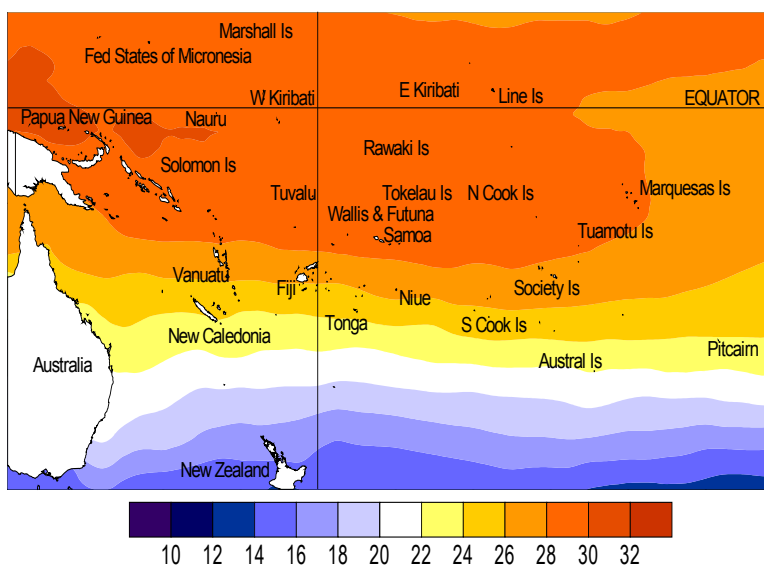 Marshall Is
Fed States of Micronesia
W Kiribati
E Kiribati
Line Is
EQUATOR
Papua New Guinea
Nauru
Rawaki Is
Solomon Is
Tuvalu
Tokelau Is
N Cook Is
Marquesas Is
Wallis & Futuna
Samoa
Tuamotu Is
Vanuatu
Fiji
Niue
Society Is
New Caledonia
Tonga
S Cook Is
Australia
Austral Is
Pitcairn
New Zealand
10 12 14 16 18 20 22 24 26 28 30 32